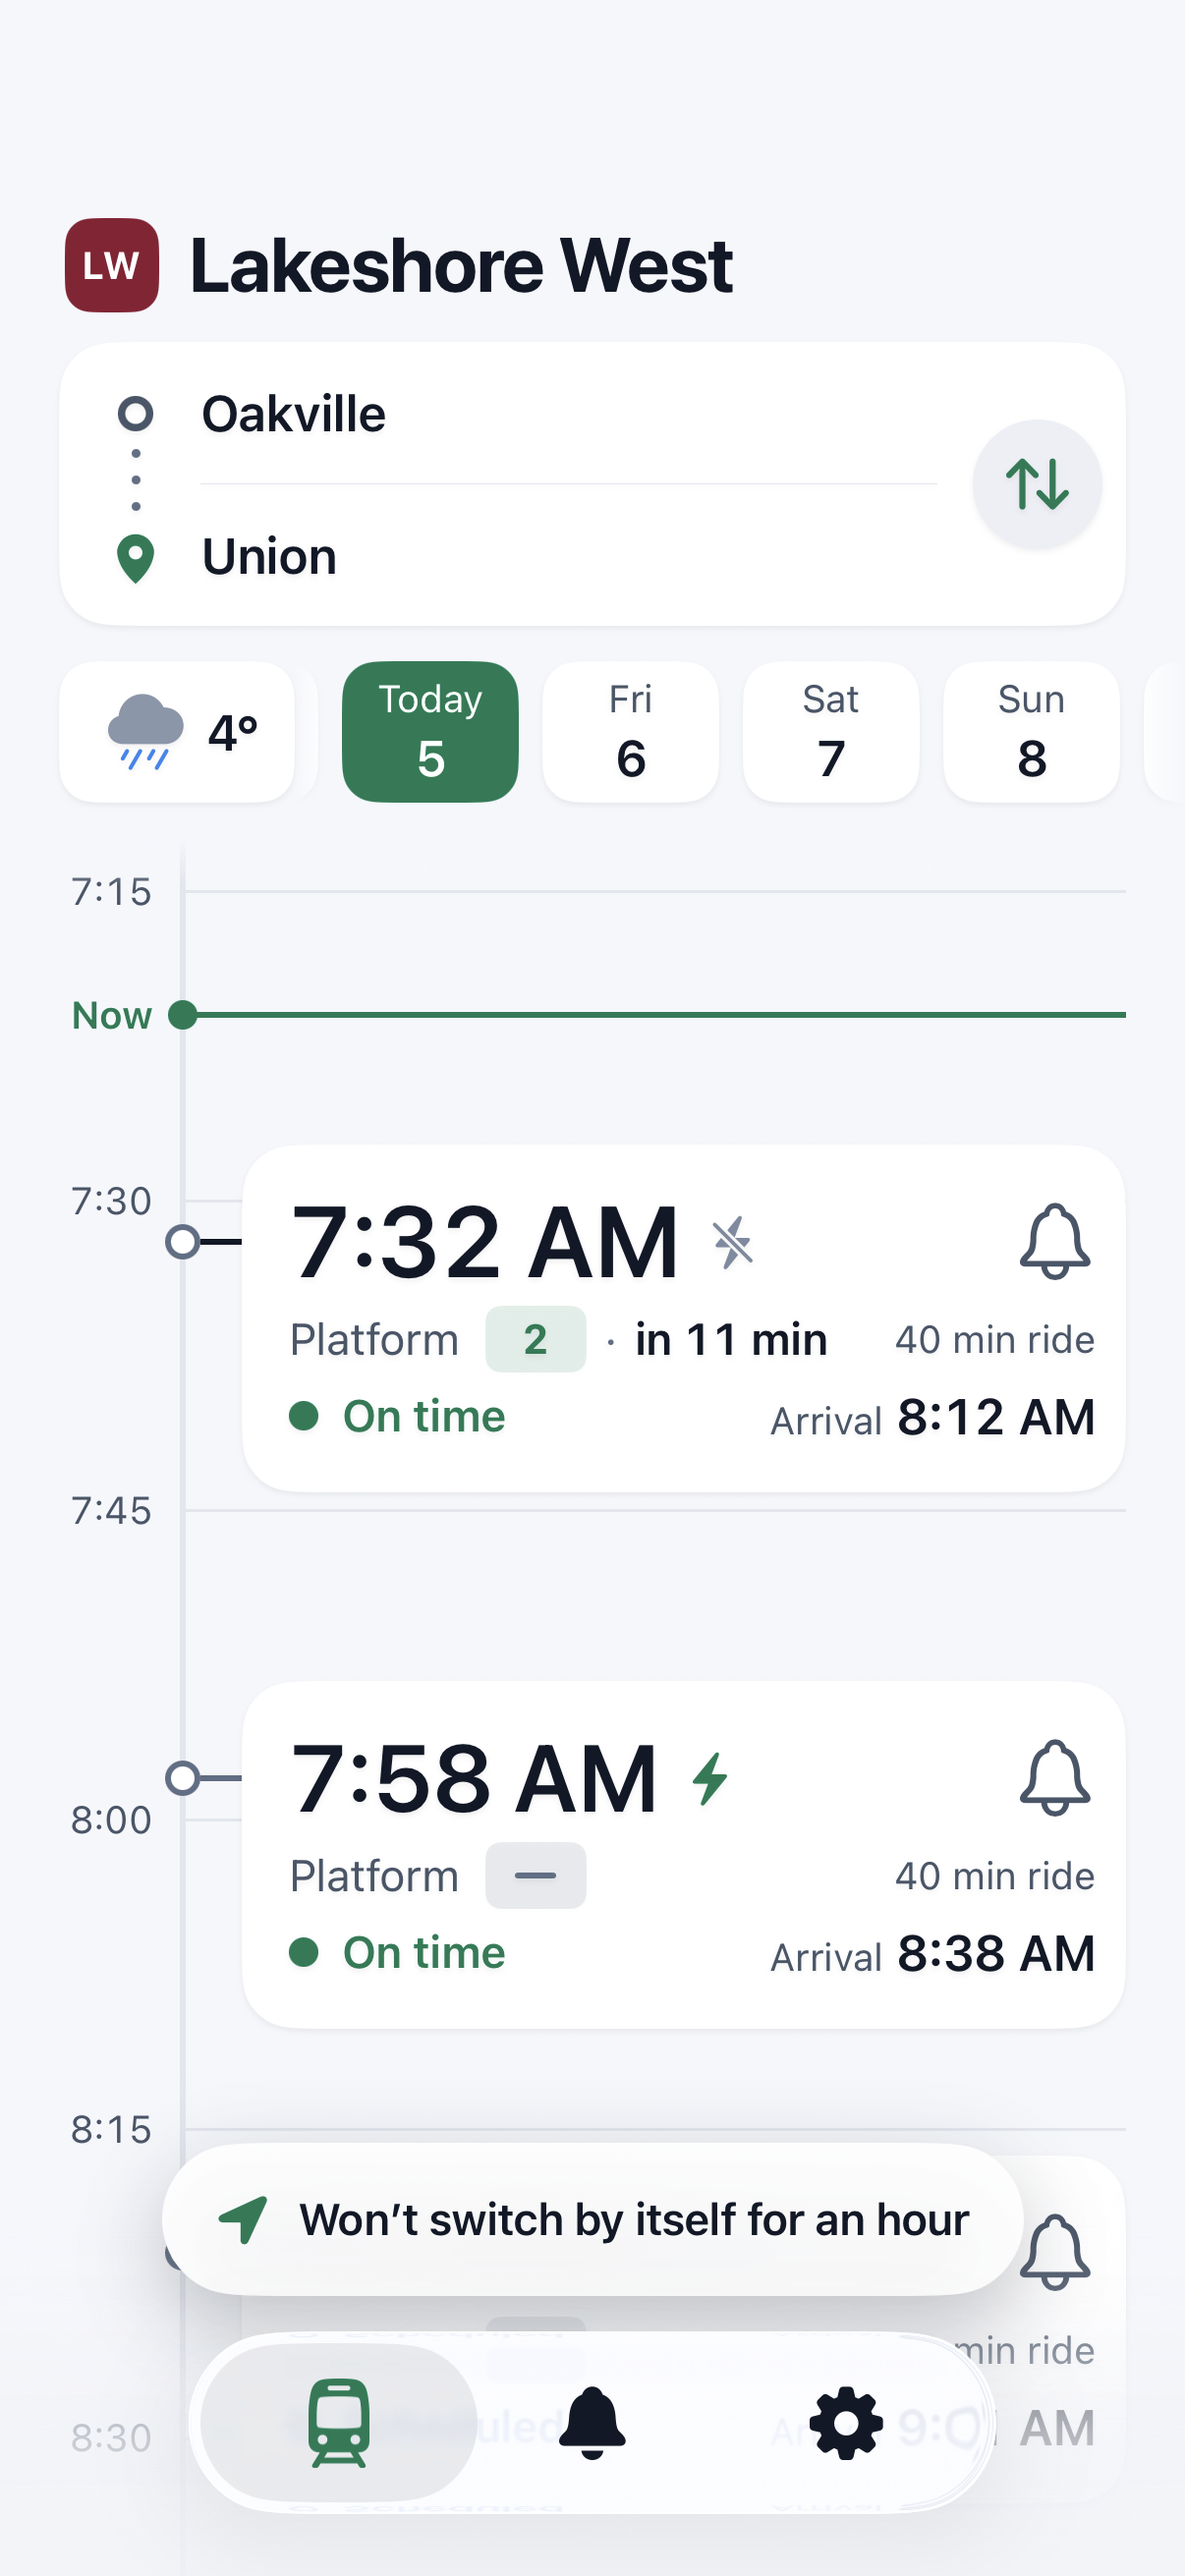 LW Lakeshore West
Oakville
Union
4°
Today
5
Fri
6
Sat
7
Sun
8
7:15
Now
7:30
7:32 AM
Platform 2 · in 11 min 40 min ride
On time Arrival 8:12 AM
7:45
7:58 AM
8:00
Platform — 40 min ride
On time Arrival 8:38 AM
8:15
Won't switch by itself for an hour
min ride
8:30
AM